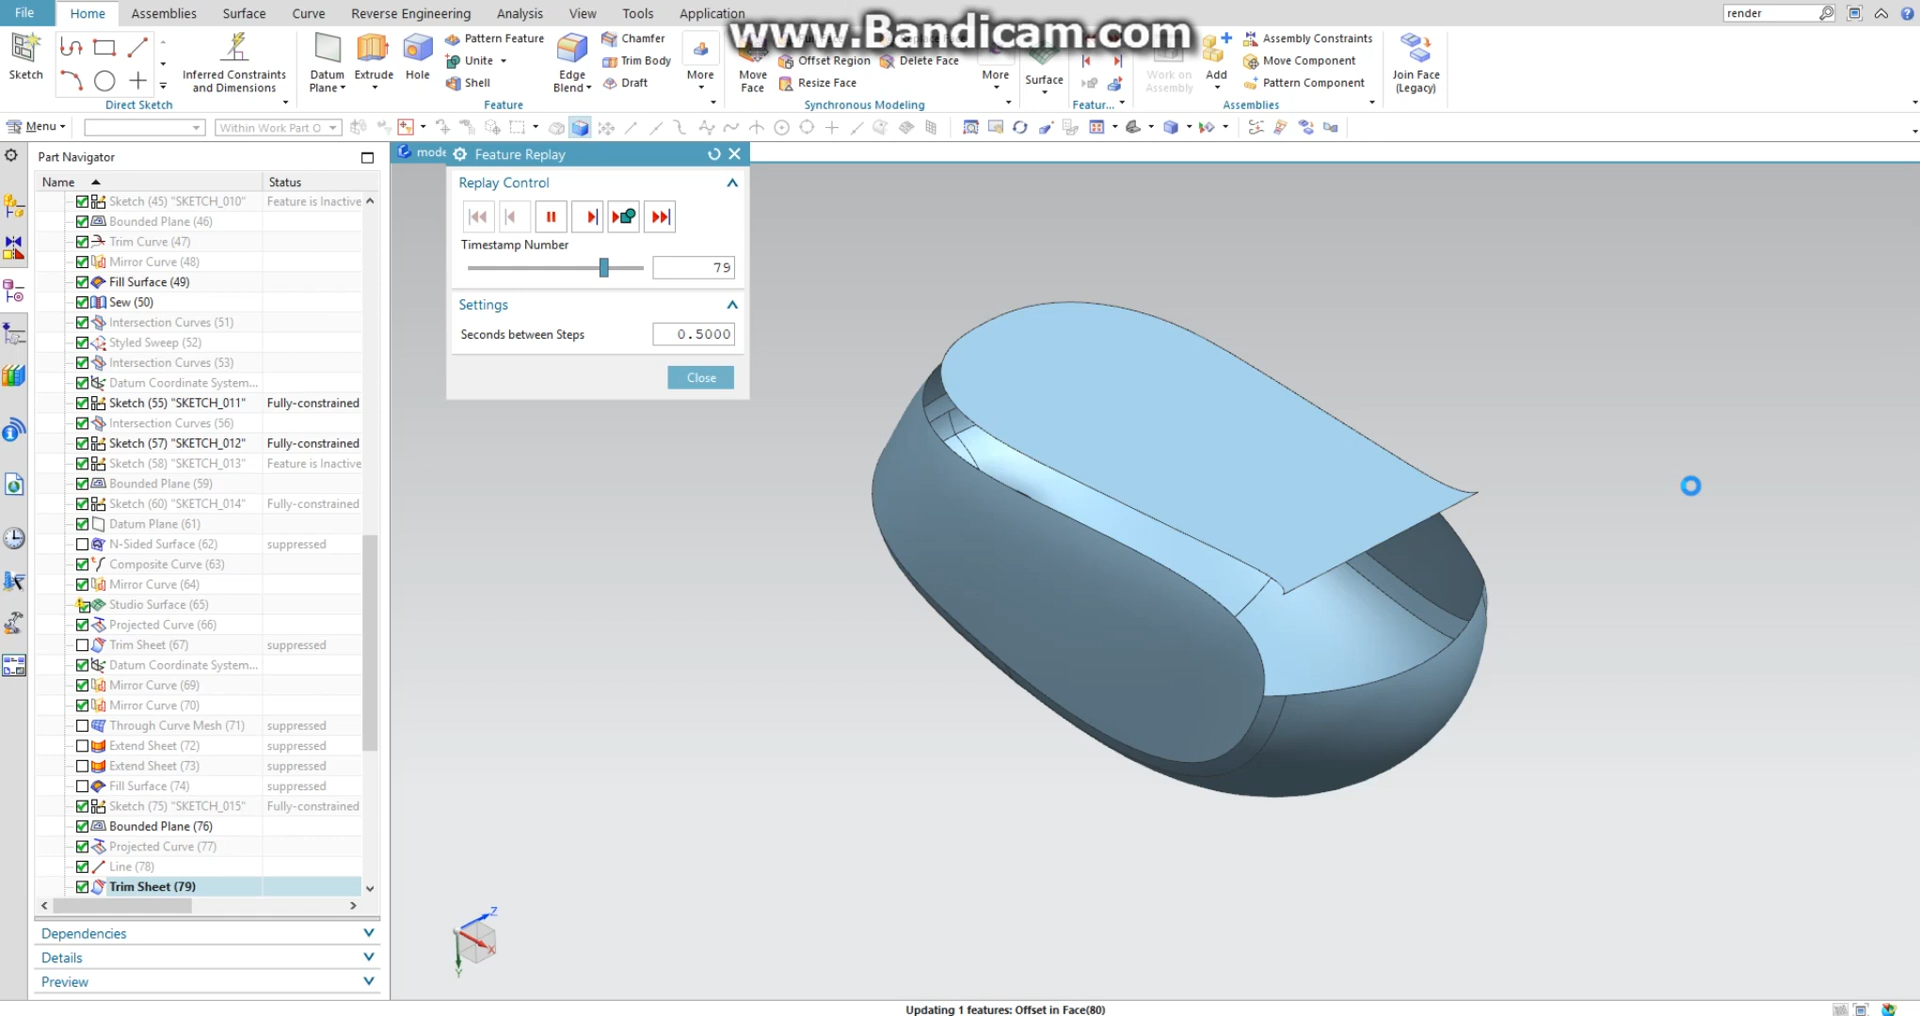 File Home Assemblies Surface Curve Reverse Engineering Analysis View Tools Application
render
www.Bandicam.com
Sketch
Inferred Constraints and Dimensions
Direct Sketch
Datum Plane
Extrude
Hole
Pattern Feature
Unite
Shell
Edge Blend
Chamfer
Trim Body
Draft
More
Feature
Move Face
Offset Region
Delete Face
Resize Face
More
Synchronous Modeling
Surface
Featur...
Work on Assembly
Add
Assembly Constraints
Move Component
Pattern Component
Assemblies
Join Face (Legacy)
Menu
Within Work Part O
Part Navigator
Name Status
Sketch (45) "SKETCH_010" Feature is Inactive
Bounded Plane (46)
Trim Curve (47)
Mirror Curve (48)
Fill Surface (49)
Sew (50)
Intersection Curves (51)
Styled Sweep (52)
Intersection Curves (53)
Datum Coordinate System...
Sketch (55) "SKETCH_011" Fully-constrained
Intersection Curves (56)
Sketch (57) "SKETCH_012" Fully-constrained
Sketch (58) "SKETCH_013" Feature is Inactive
Bounded Plane (59)
Sketch (60) "SKETCH_014" Fully-constrained
Datum Plane (61)
N-Sided Surface (62) suppressed
Composite Curve (63)
Mirror Curve (64)
Studio Surface (65)
Projected Curve (66)
Trim Sheet (67) suppressed
Datum Coordinate System...
Mirror Curve (69)
Mirror Curve (70)
Through Curve Mesh (71) suppressed
Extend Sheet (72) suppressed
Extend Sheet (73) suppressed
Fill Surface (74) suppressed
Sketch (75) "SKETCH_015" Fully-constrained
Bounded Plane (76)
Projected Curve (77)
Line (78)
Trim Sheet (79)
Dependencies
Details
Preview
mode
Feature Replay
Replay Control
Timestamp Number
79
Settings
Seconds between Steps 0.5000
Close
Z
X
Y
Updating 1 features: Offset in Face(80)